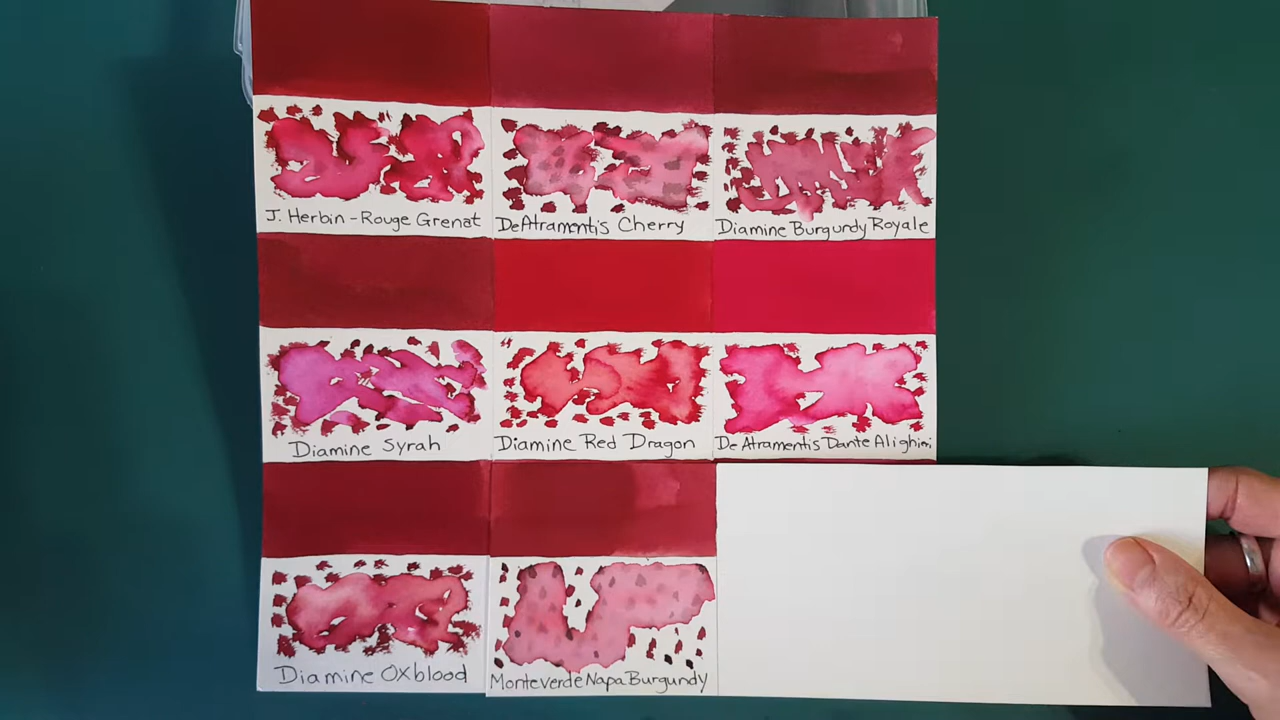 J. Herbin - Rouge Grenat
DeAtramentis Cherry
Diamine Burgundy Royale
Diamine Syrah
Diamine Red Dragon
De Atramentis Dante Alighini
Diamine Oxblood
Monteverde Napa Burgundy